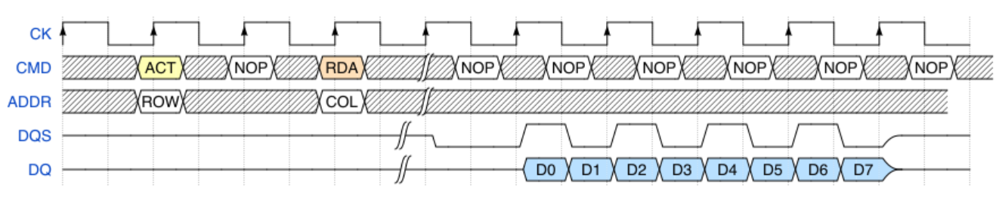 CK
CMD ACT NOP RDA NOP NOP NOP NOP NOP NOP
ADDR ROW COL
DQS
DQ D0 D1 D2 D3 D4 D5 D6 D7